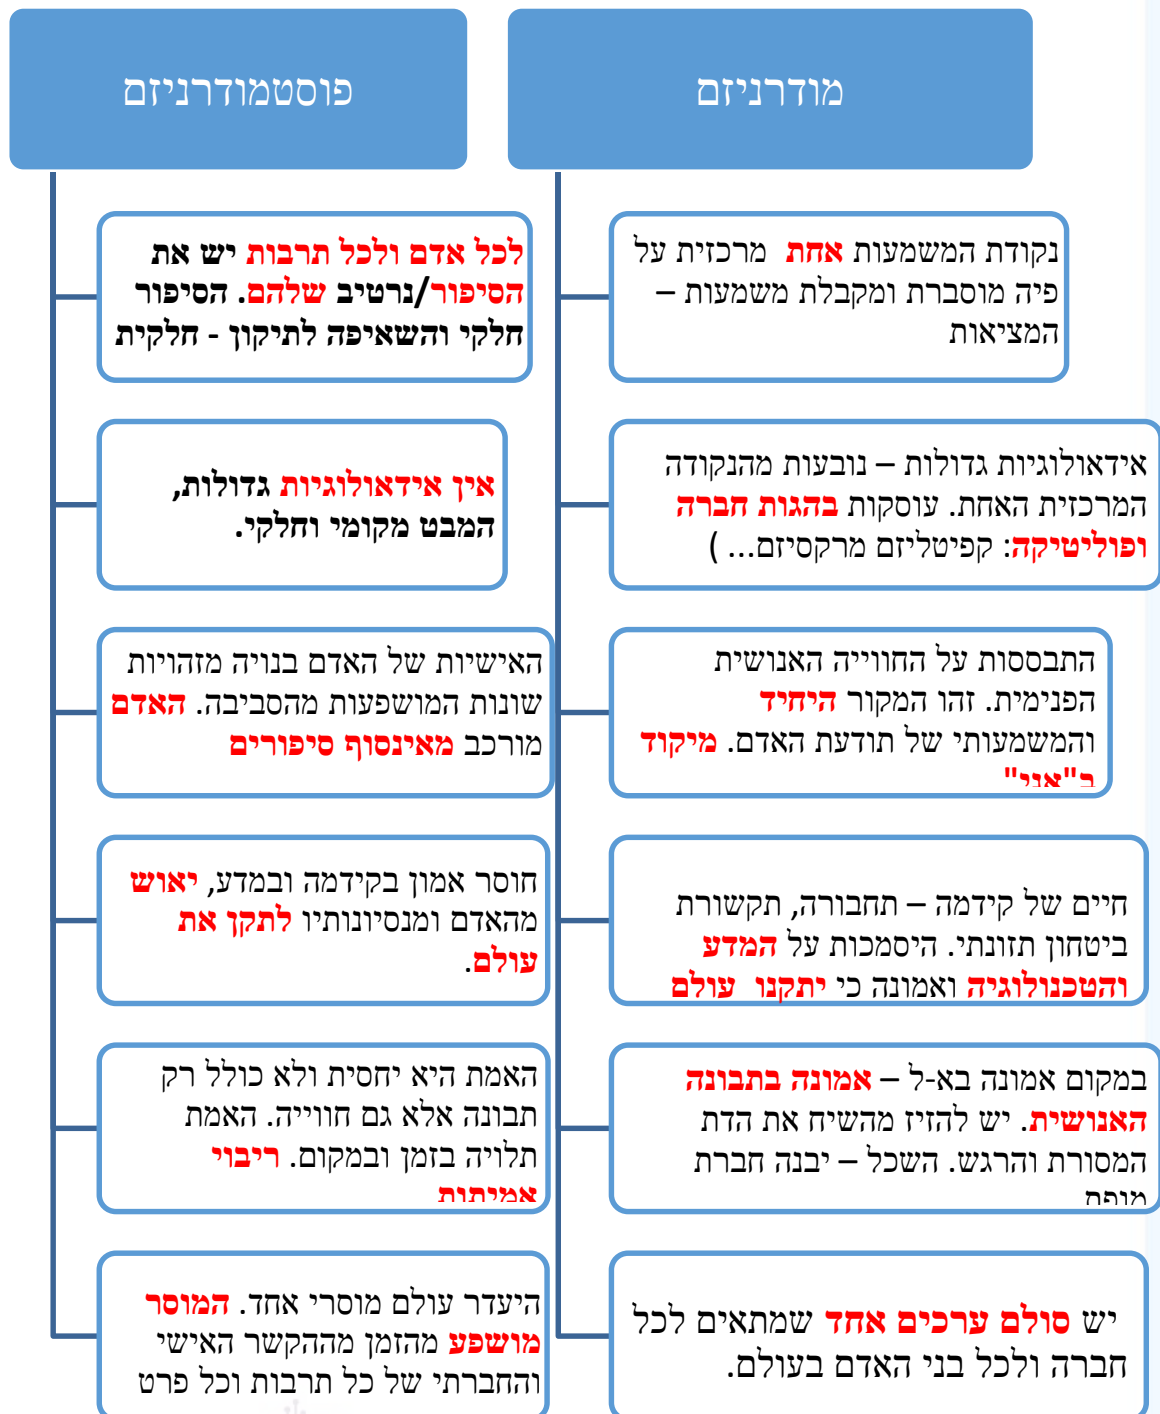 מודרניזם
נקודת המשמעות אחת מרכזית על
פיה מוסברת ומקבלת משמעות –
המציאות
אידאולוגיות גדולות – נובעות מהנקודה
המרכזית האחת. עוסקות בהגות חברה
ופוליטיקה: קפיטליזם מרקסיזם... )
התבססות על החווייה האנושית
הפנימית. זהו המקור היחיד
והמשמעותי של תודעת האדם. מיקוד
ב"אני"
חיים של קידמה – תחבורה, תקשורת
ביטחון תזונתי. היסמכות על המדע
והטכנולוגיה ואמונה כי יתקנו עולם
במקום אמונה בא-ל – אמונה בתבונה
האנושית. יש להזיז מהשיח את הדת
המסורת והרגש. השכל – יבנה חברת
מופת
יש סולם ערכים אחד שמתאים לכל
חברה ולכל בני האדם בעולם.
פוסטמודרניזם
לכל אדם ולכל תרבות יש את
הסיפור/נרטיב שלהם. הסיפור
חלקי והשאיפה לתיקון - חלקית
אין אידאולוגיות גדולות,
המבט מקומי וחלקי.
האישיות של האדם בנויה מזהויות
שונות המושפעות מהסביבה. האדם
מורכב מאינסוף סיפורים
חוסר אמון בקידמה ובמדע, יאוש
מהאדם ומנסיונותיו לתקן את
עולם.
האמת היא יחסית ולא כולל רק
תבונה אלא גם חווייה. האמת
תלויה בזמן ובמקום. ריבוי
אמיתות
היעדר עולם מוסרי אחד. המוסר
מושפע מהזמן מההקשר האישי
והחברתי של כל תרבות וכל פרט